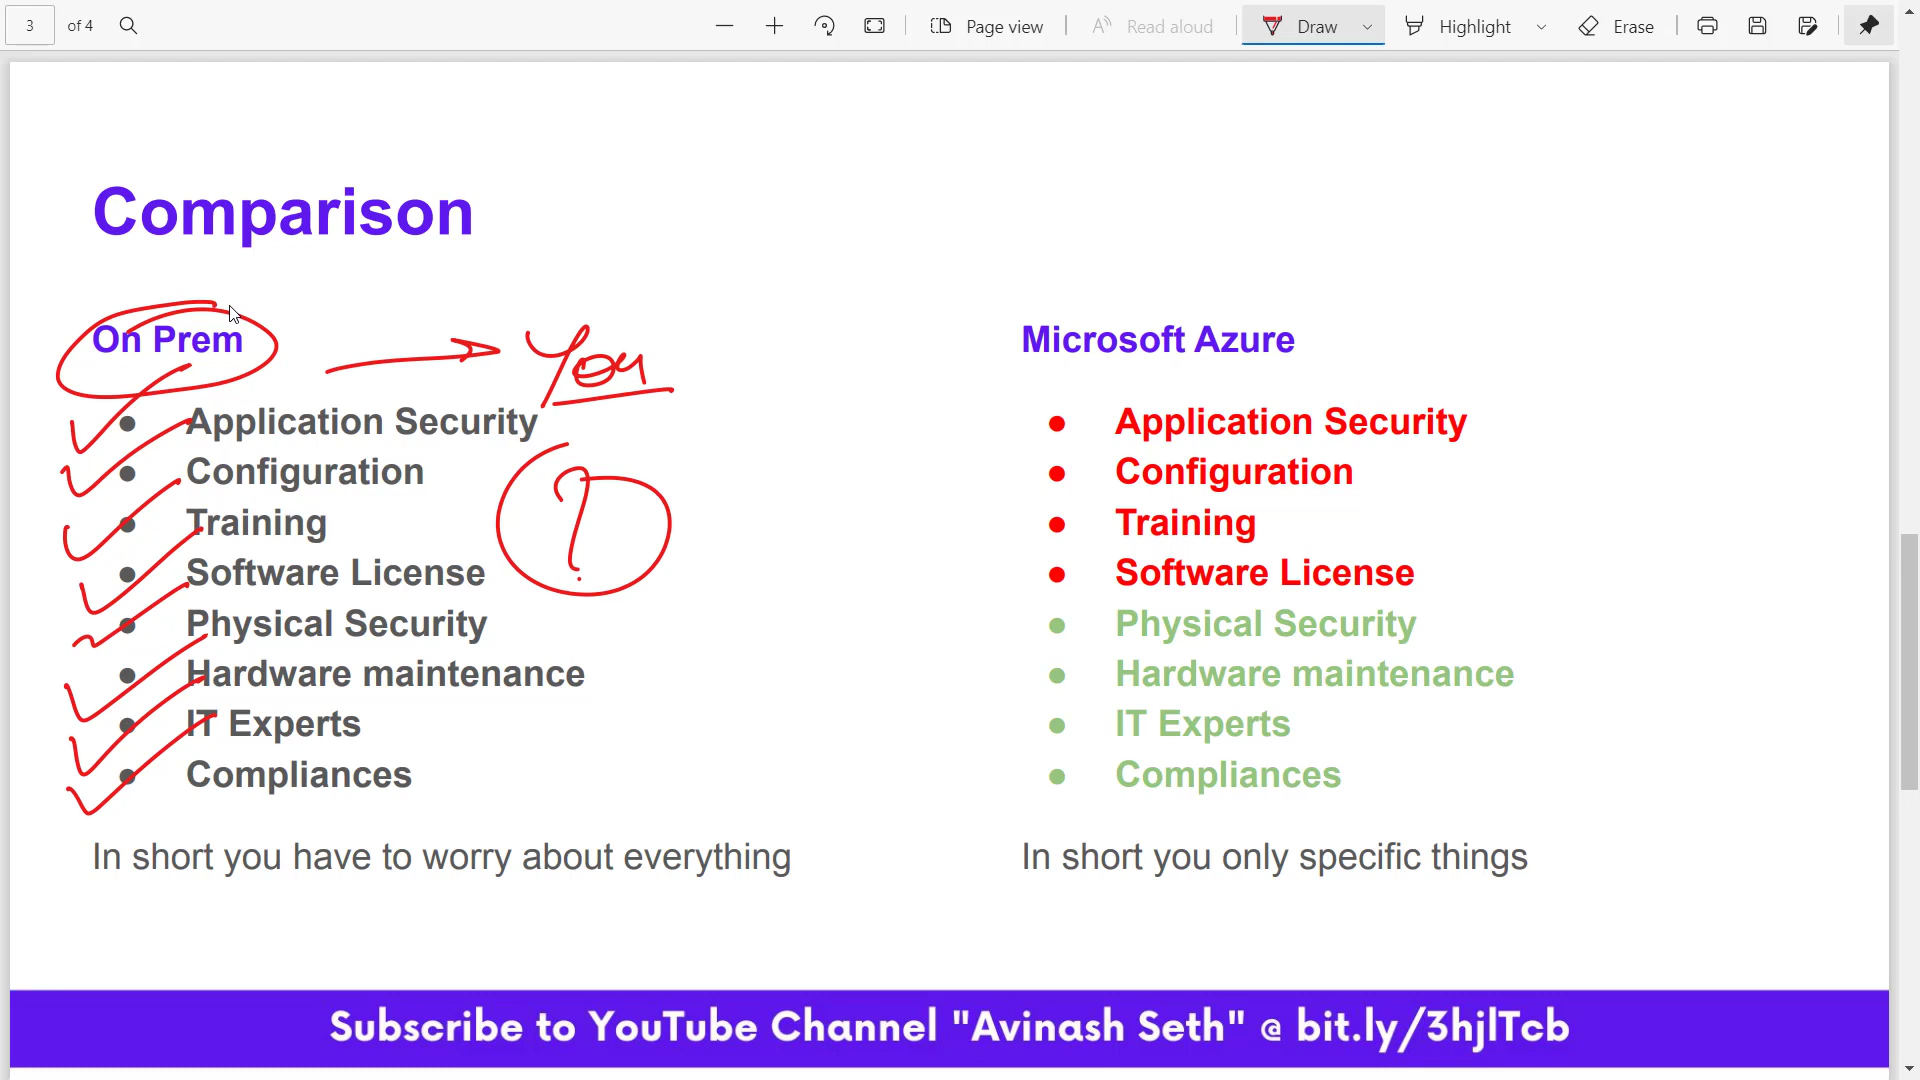 3 of 4 Page view Read aloud Draw Highlight Erase
Comparison
On Prem
You
?
● Application Security
● Configuration
● Training
● Software License
● Physical Security
● Hardware maintenance
● IT Experts
● Compliances
In short you have to worry about everything
Microsoft Azure
● Application Security
● Configuration
● Training
● Software License
● Physical Security
● Hardware maintenance
● IT Experts
● Compliances
In short you only specific things
Subscribe to YouTube Channel "Avinash Seth" @ bit.ly/3hjlTcb